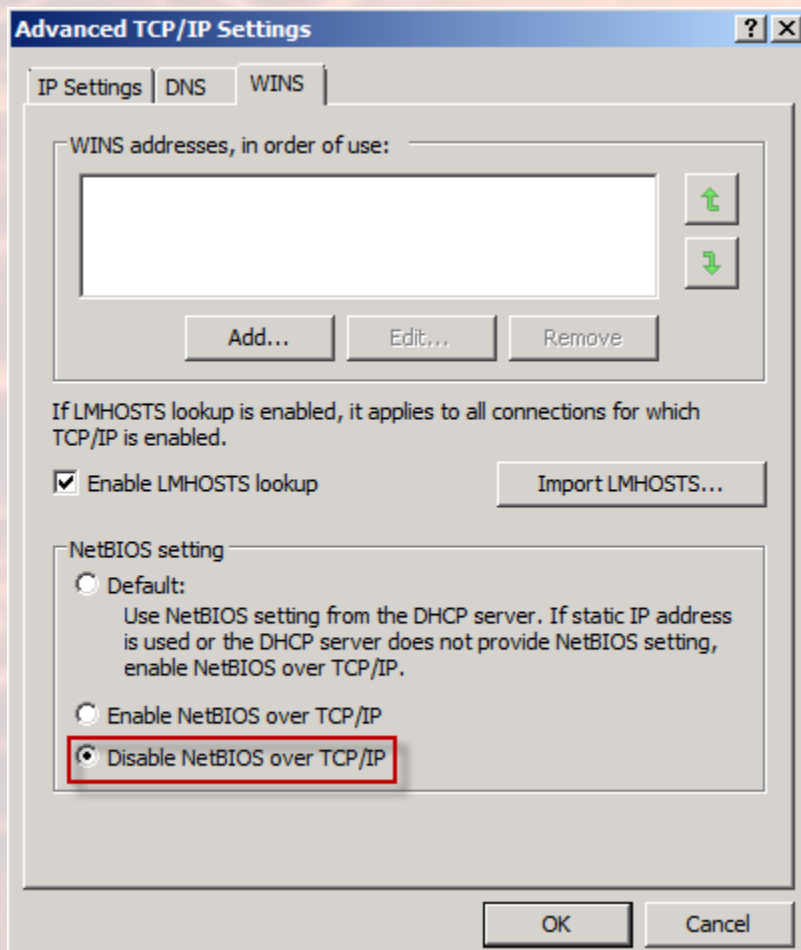 Advanced TCP/IP Settings
IP Settings DNS WINS
WINS addresses, in order of use:
Add... Edit... Remove
If LMHOSTS lookup is enabled, it applies to all connections for which
TCP/IP is enabled.
Enable LMHOSTS lookup Import LMHOSTS...
NetBIOS setting
Default:
Use NetBIOS setting from the DHCP server. If static IP address
is used or the DHCP server does not provide NetBIOS setting,
enable NetBIOS over TCP/IP.
Enable NetBIOS over TCP/IP
Disable NetBIOS over TCP/IP
OK Cancel